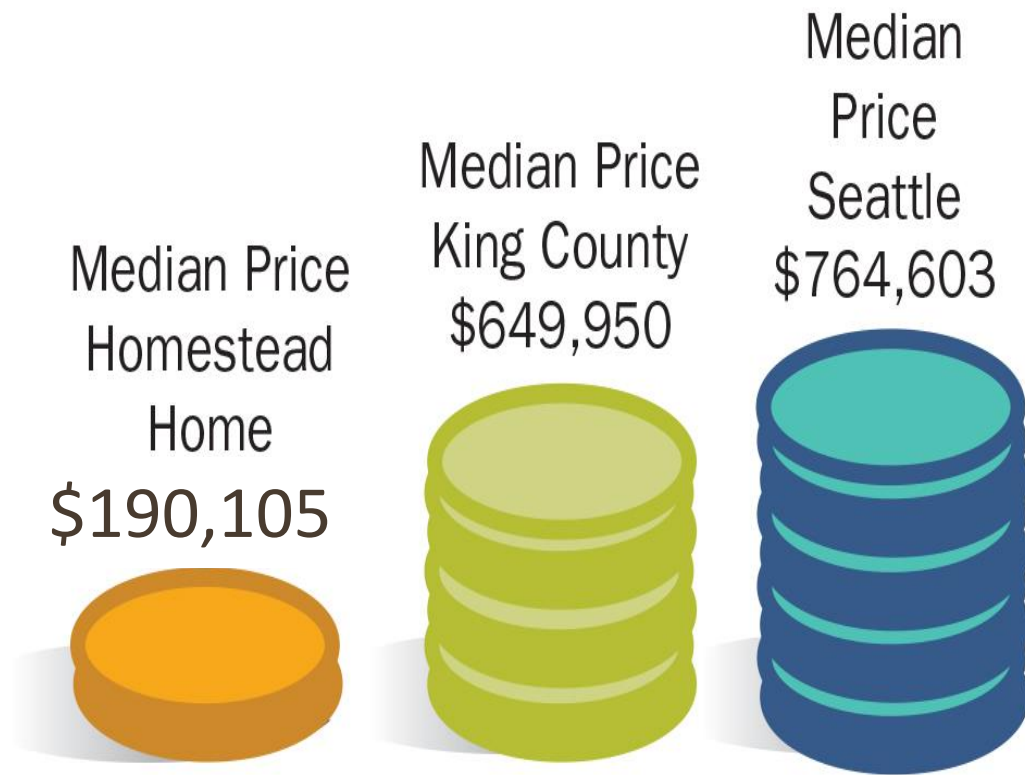 Median Price
Homestead
Home
$190,105
Median Price
King County
$649,950
Median
Price
Seattle
$764,603